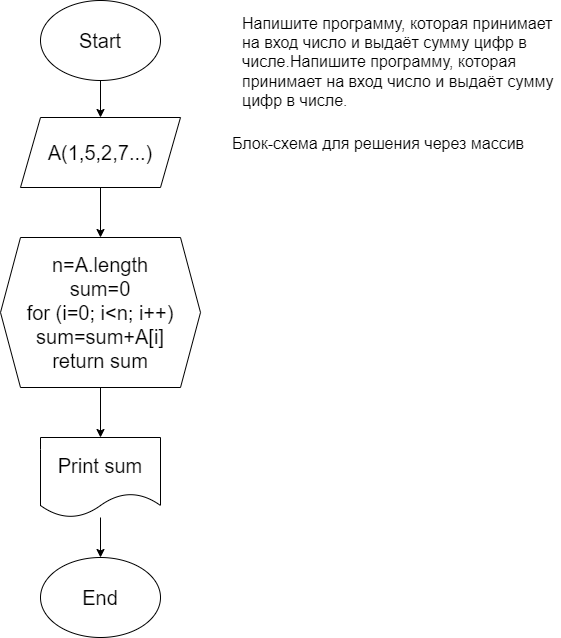 Start
Напишите программу, которая принимает
на вход число и выдаёт сумму цифр в
числе.Напишите программу, которая
принимает на вход число и выдаёт сумму
цифр в числе.
Блок-схема для решения через массив
A(1,5,2,7...)
n=A.length
sum=0
for (i=0; i<n; i++)
sum=sum+A[i]
return sum
Print sum
End